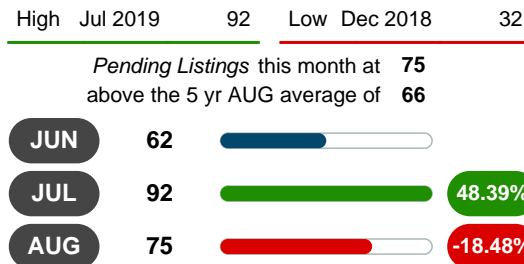 High Jul 2019 92 Low Dec 2018 32
Pending Listings this month at 75
above the 5 yr AUG average of 66
JUN 62
JUL 92 48.39%
AUG 75 -18.48%